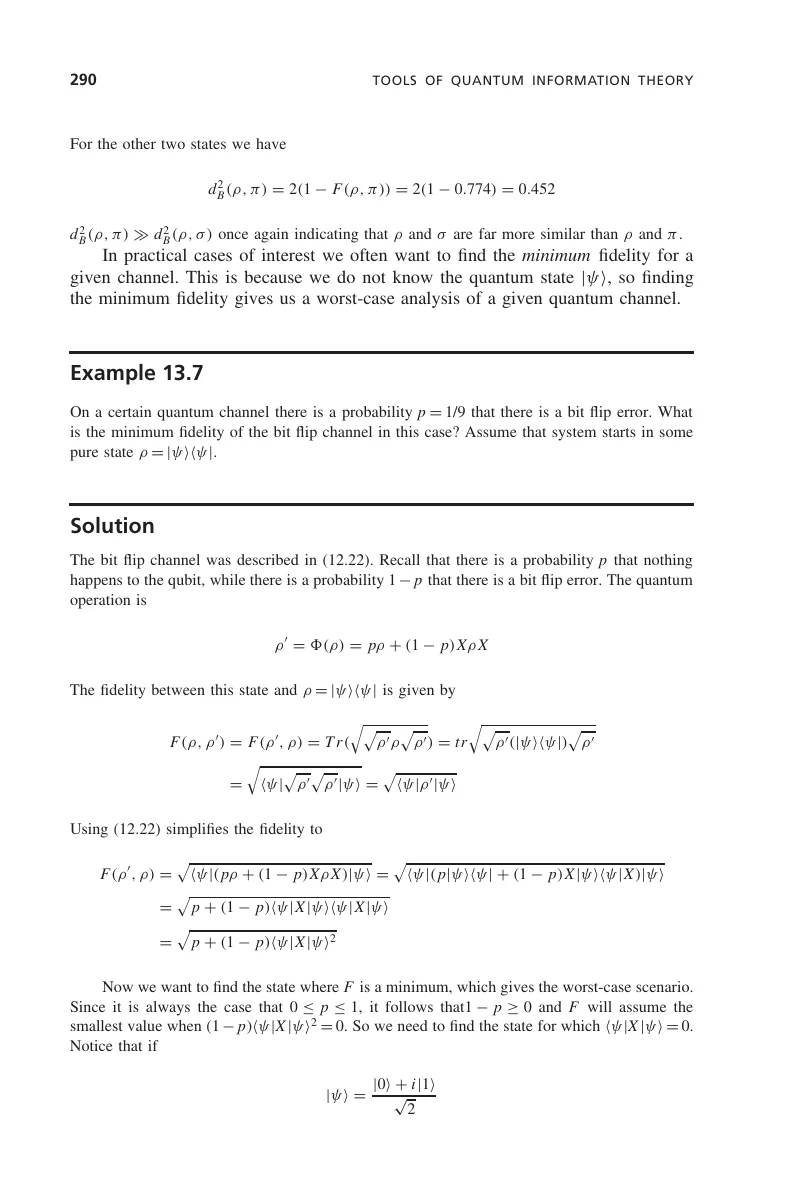 290 TOOLS OF QUANTUM INFORMATION THEORY
For the other two states we have
d_B^2(ρ, π) = 2(1 − F(ρ, π)) = 2(1 − 0.774) = 0.452
d_B^2(ρ, π) ≫ d_B^2(ρ, σ) once again indicating that ρ and σ are far more similar than ρ and π.
In practical cases of interest we often want to find the minimum fidelity for a
given channel. This is because we do not know the quantum state |ψ⟩, so finding
the minimum fidelity gives us a worst-case analysis of a given quantum channel.
Example 13.7
On a certain quantum channel there is a probability p = 1/9 that there is a bit flip error. What
is the minimum fidelity of the bit flip channel in this case? Assume that system starts in some
pure state ρ = |ψ⟩⟨ψ|.
Solution
The bit flip channel was described in (12.22). Recall that there is a probability p that nothing
happens to the qubit, while there is a probability 1 − p that there is a bit flip error. The quantum
operation is
ρ′ = Φ(ρ) = pρ + (1 − p)XρX
The fidelity between this state and ρ = |ψ⟩⟨ψ| is given by
F(ρ, ρ′) = F(ρ′, ρ) = Tr(√(√ρ′ρ√ρ′)) = tr√(√ρ′(|ψ⟩⟨ψ|)√ρ′)
= √(⟨ψ|√ρ′√ρ′|ψ⟩) = √(⟨ψ|ρ′|ψ⟩)
Using (12.22) simplifies the fidelity to
F(ρ′, ρ) = √(⟨ψ|(pρ + (1 − p)XρX)|ψ⟩) = √(⟨ψ|(p|ψ⟩⟨ψ| + (1 − p)X|ψ⟩⟨ψ|X)|ψ⟩)
= √(p + (1 − p)⟨ψ|X|ψ⟩⟨ψ|X|ψ⟩)
= √(p + (1 − p)⟨ψ|X|ψ⟩^2)
Now we want to find the state where F is a minimum, which gives the worst-case scenario.
Since it is always the case that 0 ≤ p ≤ 1, it follows that1 − p ≥ 0 and F will assume the
smallest value when (1 − p)⟨ψ|X|ψ⟩^2 = 0. So we need to find the state for which ⟨ψ|X|ψ⟩ = 0.
Notice that if
|ψ⟩ = (|0⟩ + i|1⟩)/√2